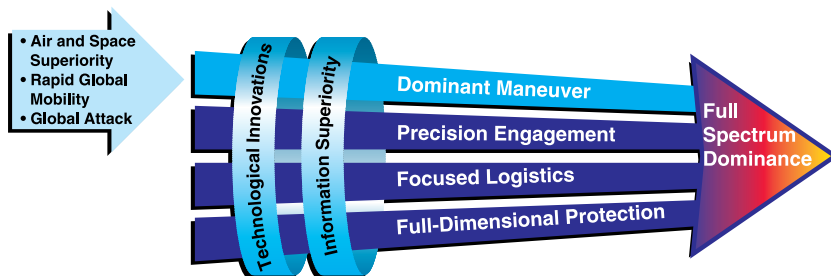 • Air and Space
Superiority
• Rapid Global
Mobility
• Global Attack
Technological Innovations
Information Superiority
Dominant Maneuver
Precision Engagement
Focused Logistics
Full-Dimensional Protection
Full
Spectrum
Dominance